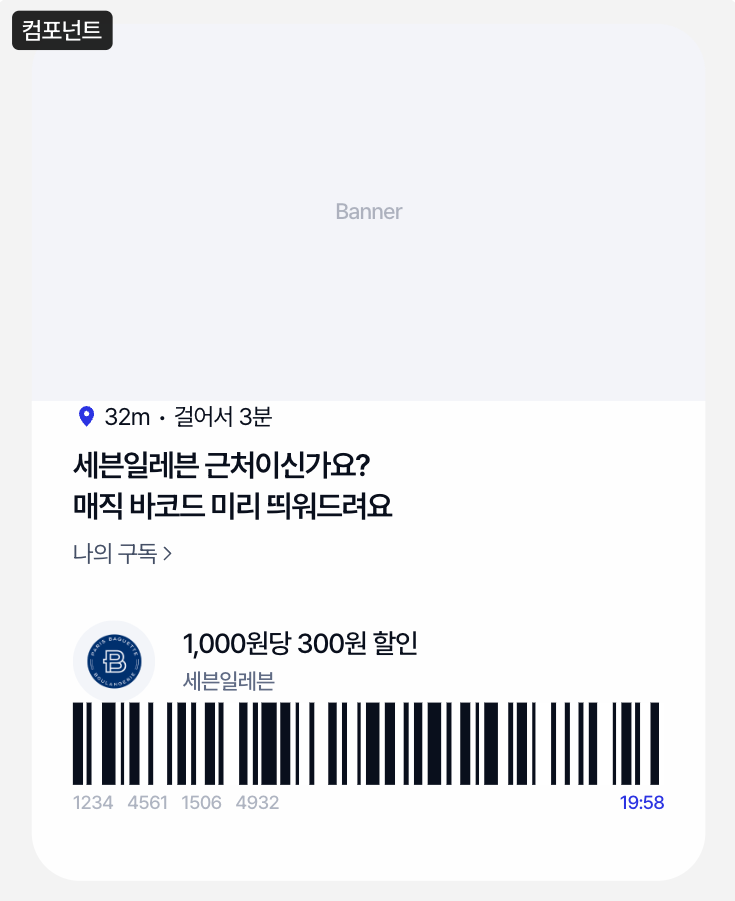 컴포넌트
Banner
32m · 걸어서 3분
세븐일레븐 근처이신가요?
매직 바코드 미리 띄워드려요
나의 구독 >
1,000원당 300원 할인
PARIS BAGUETTE
B
BOULANGERIE
세븐일레븐
1234 4561 1506 4932
19:58